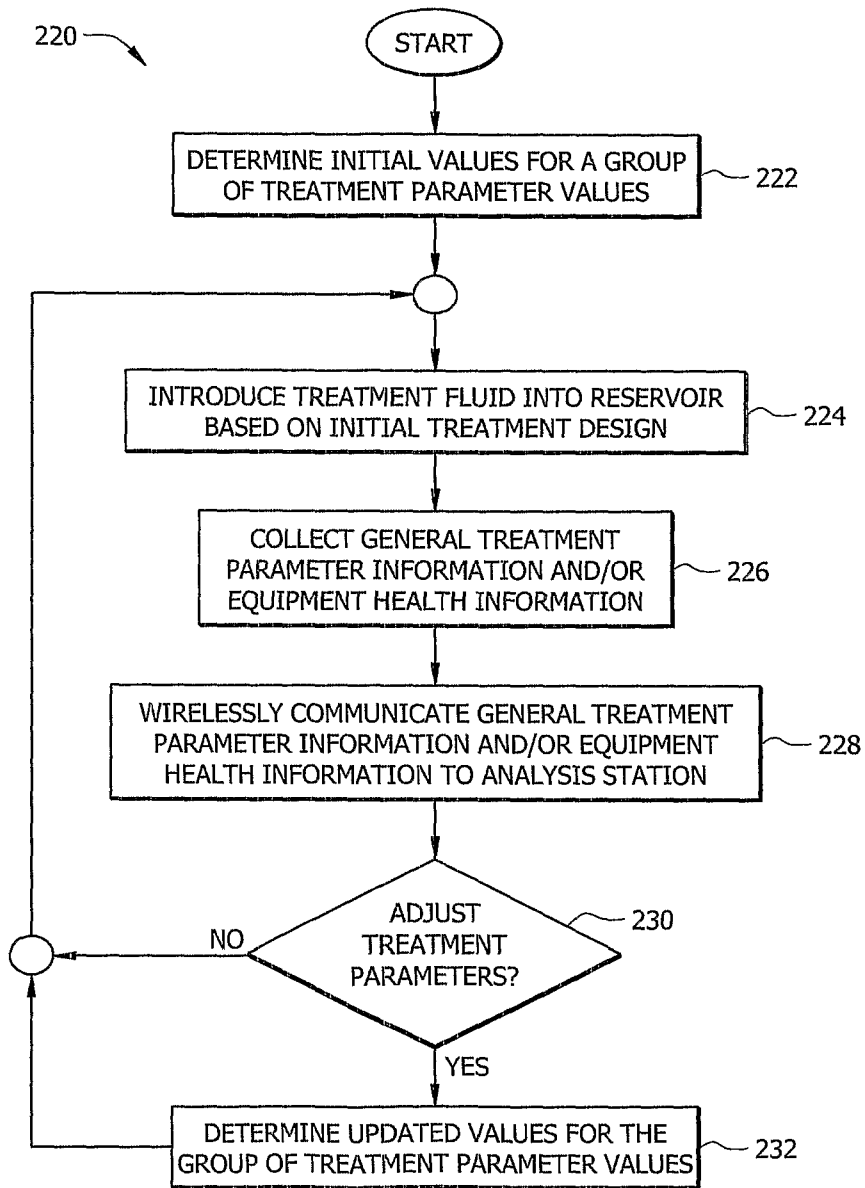 220
START
DETERMINE INITIAL VALUES FOR A GROUP
OF TREATMENT PARAMETER VALUES
222
INTRODUCE TREATMENT FLUID INTO RESERVOIR
BASED ON INITIAL TREATMENT DESIGN
224
COLLECT GENERAL TREATMENT
PARAMETER INFORMATION AND/OR
EQUIPMENT HEALTH INFORMATION
226
WIRELESSLY COMMUNICATE GENERAL TREATMENT
PARAMETER INFORMATION AND/OR EQUIPMENT
HEALTH INFORMATION TO ANALYSIS STATION
228
ADJUST
TREATMENT
PARAMETERS?
230
NO
YES
DETERMINE UPDATED VALUES FOR THE
GROUP OF TREATMENT PARAMETER VALUES
232